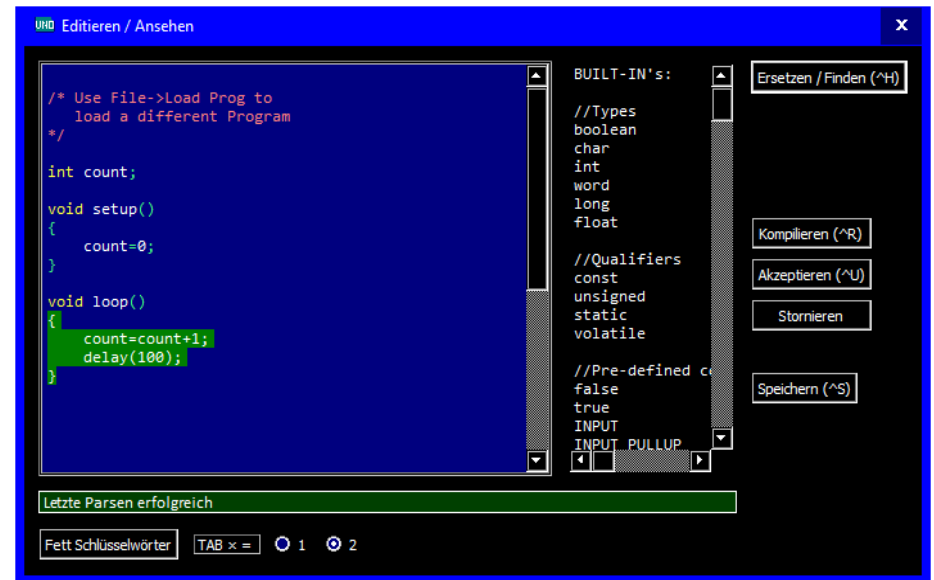 UNO Editieren / Ansehen
x
/* Use File->Load Prog to
load a different Program
*/
int count;
void setup()
{
count=0;
}
void loop()
{
count=count+1;
delay(100);
}
BUILT-IN's:
//Types
boolean
char
int
word
long
float
//Qualifiers
const
unsigned
static
volatile
//Pre-defined co
false
true
INPUT
INPUT_PULLUP
Ersetzen / Finden (^H)
Kompilieren (^R)
Akzeptieren (^U)
Stornieren
Speichern (^S)
Letzte Parsen erfolgreich
Fett Schlüsselwörter
TAB × =
1
2